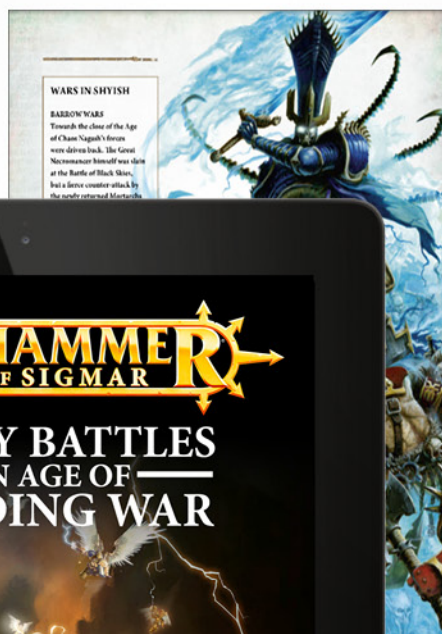 WARS IN SHYISH
BARROW WARS
Towards the close of the Age
of Chaos Nagash's forces
were driven back. The Great
Necromancer himself was slain
at the Battle of Black Skies,
but a fierce counter-attack by
the newly returned Mortarchs
HAMMER
F SIGMAR
Y BATTLES
N AGE OF
DING WAR